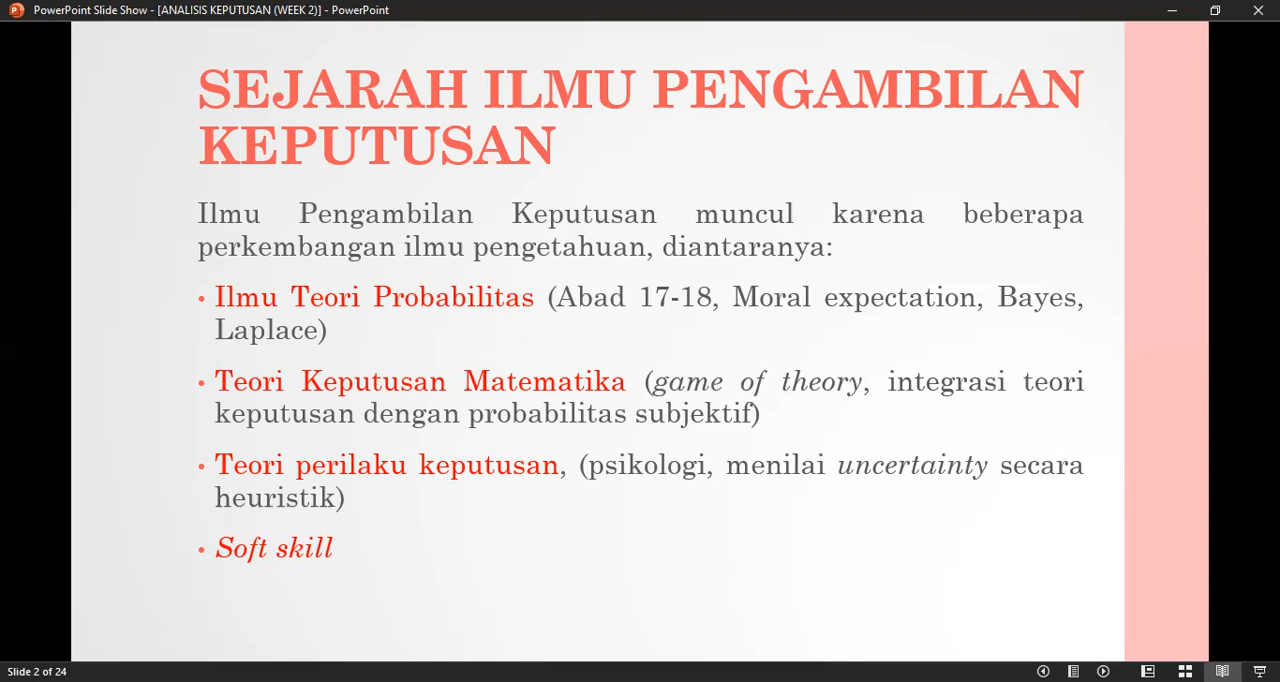 PowerPoint Slide Show - [ANALISIS KEPUTUSAN (WEEK 2)] - PowerPoint
SEJARAH ILMU PENGAMBILAN
KEPUTUSAN
Ilmu Pengambilan Keputusan muncul karena beberapa
perkembangan ilmu pengetahuan, diantaranya:
• Ilmu Teori Probabilitas (Abad 17-18, Moral expectation, Bayes,
Laplace)
• Teori Keputusan Matematika (game of theory, integrasi teori
keputusan dengan probabilitas subjektif)
• Teori perilaku keputusan, (psikologi, menilai uncertainty secara
heuristik)
• Soft skill
Slide 2 of 24